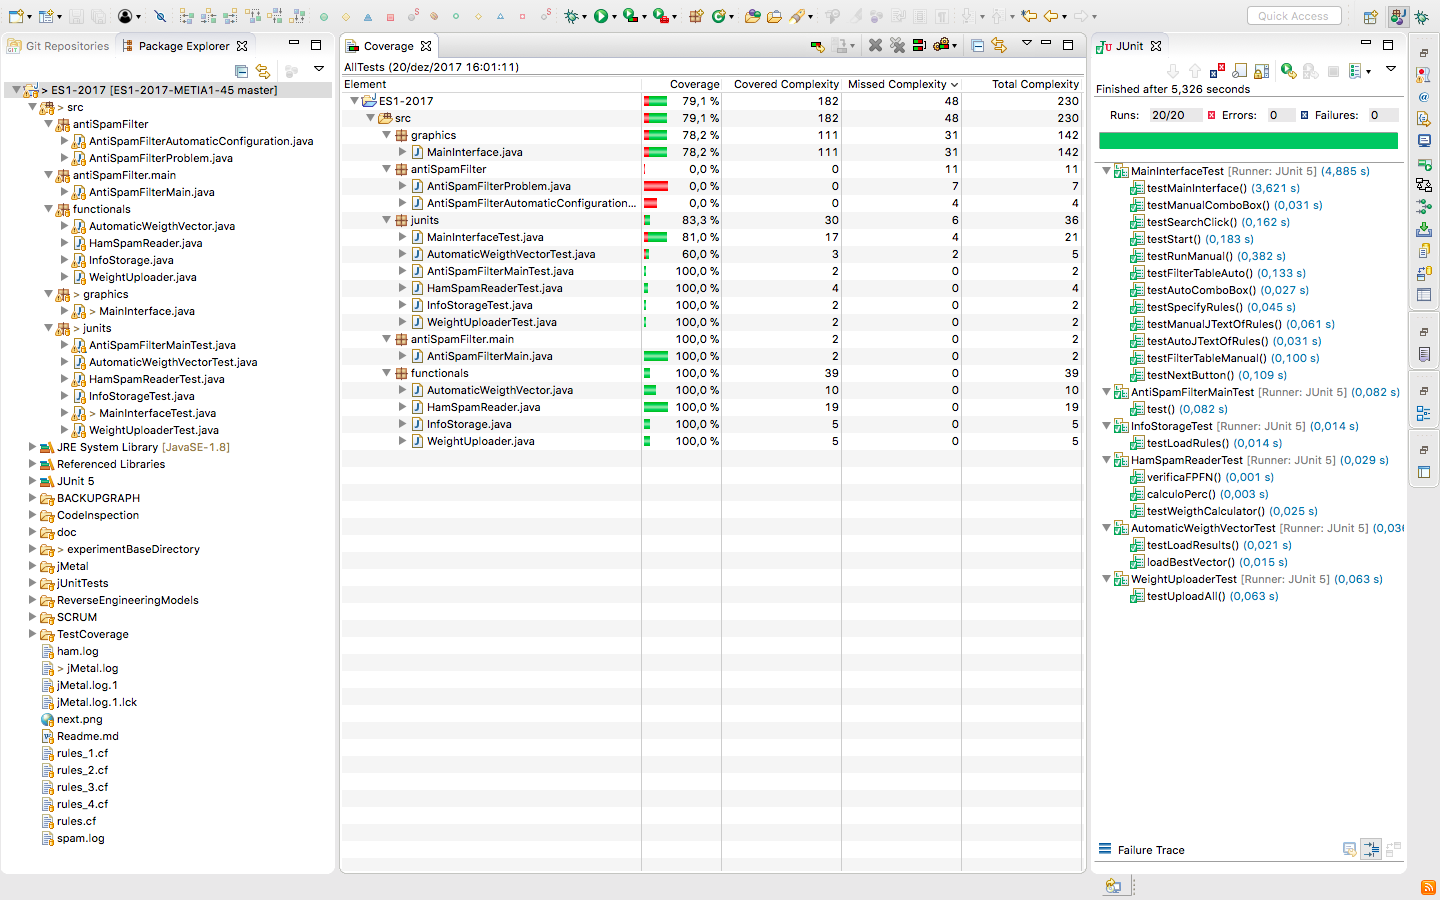 Quick Access
Git Repositories
Package Explorer
> ES1-2017 [ES1-2017-METIA1-45 master]
> src
antiSpamFilter
AntiSpamFilterAutomaticConfiguration.java
AntiSpamFilterProblem.java
antiSpamFilter.main
AntiSpamFilterMain.java
functionals
AutomaticWeigthVector.java
HamSpamReader.java
InfoStorage.java
WeightUploader.java
> graphics
> MainInterface.java
> junits
AntiSpamFilterMainTest.java
AutomaticWeigthVectorTest.java
HamSpamReaderTest.java
InfoStorageTest.java
> MainInterfaceTest.java
WeightUploaderTest.java
JRE System Library [JavaSE-1.8]
Referenced Libraries
JUnit 5
BACKUPGRAPH
CodeInspection
doc
> experimentBaseDirectory
jMetal
jUnitTests
ReverseEngineeringModels
SCRUM
TestCoverage
ham.log
> jMetal.log
jMetal.log.1
jMetal.log.1.lck
next.png
Readme.md
rules_1.cf
rules_2.cf
rules_3.cf
rules_4.cf
rules.cf
spam.log
Coverage
AllTests (20/dez/2017 16:01:11)
Element Coverage Covered Complexity Missed Complexity Total Complexity
ES1-2017 79,1 % 182 48 230
src 79,1 % 182 48 230
graphics 78,2 % 111 31 142
MainInterface.java 78,2 % 111 31 142
antiSpamFilter 0,0 % 0 11 11
AntiSpamFilterProblem.java 0,0 % 0 7 7
AntiSpamFilterAutomaticConfiguration... 0,0 % 0 4 4
junits 83,3 % 30 6 36
MainInterfaceTest.java 81,0 % 17 4 21
AutomaticWeigthVectorTest.java 60,0 % 3 2 5
AntiSpamFilterMainTest.java 100,0 % 2 0 2
HamSpamReaderTest.java 100,0 % 4 0 4
InfoStorageTest.java 100,0 % 2 0 2
WeightUploaderTest.java 100,0 % 2 0 2
antiSpamFilter.main 100,0 % 2 0 2
AntiSpamFilterMain.java 100,0 % 2 0 2
functionals 100,0 % 39 0 39
AutomaticWeigthVector.java 100,0 % 10 0 10
HamSpamReader.java 100,0 % 19 0 19
InfoStorage.java 100,0 % 5 0 5
WeightUploader.java 100,0 % 5 0 5
JUnit
Finished after 5,326 seconds
Runs: 20/20 Errors: 0 Failures: 0
MainInterfaceTest [Runner: JUnit 5] (4,885 s)
testMainInterface() (3,621 s)
testManualComboBox() (0,031 s)
testSearchClick() (0,162 s)
testStart() (0,183 s)
testRunManual() (0,382 s)
testFilterTableAuto() (0,133 s)
testAutoComboBox() (0,027 s)
testSpecifyRules() (0,045 s)
testManualJTextOfRules() (0,061 s)
testAutoJTextOfRules() (0,031 s)
testFilterTableManual() (0,100 s)
testNextButton() (0,109 s)
AntiSpamFilterMainTest [Runner: JUnit 5] (0,082 s)
test() (0,082 s)
InfoStorageTest [Runner: JUnit 5] (0,014 s)
testLoadRules() (0,014 s)
HamSpamReaderTest [Runner: JUnit 5] (0,029 s)
verificaFPFN() (0,001 s)
calculoPerc() (0,003 s)
testWeigthCalculator() (0,025 s)
AutomaticWeigthVectorTest [Runner: JUnit 5] (0,036
testLoadResults() (0,021 s)
loadBestVector() (0,015 s)
WeightUploaderTest [Runner: JUnit 5] (0,063 s)
testUploadAll() (0,063 s)
Failure Trace